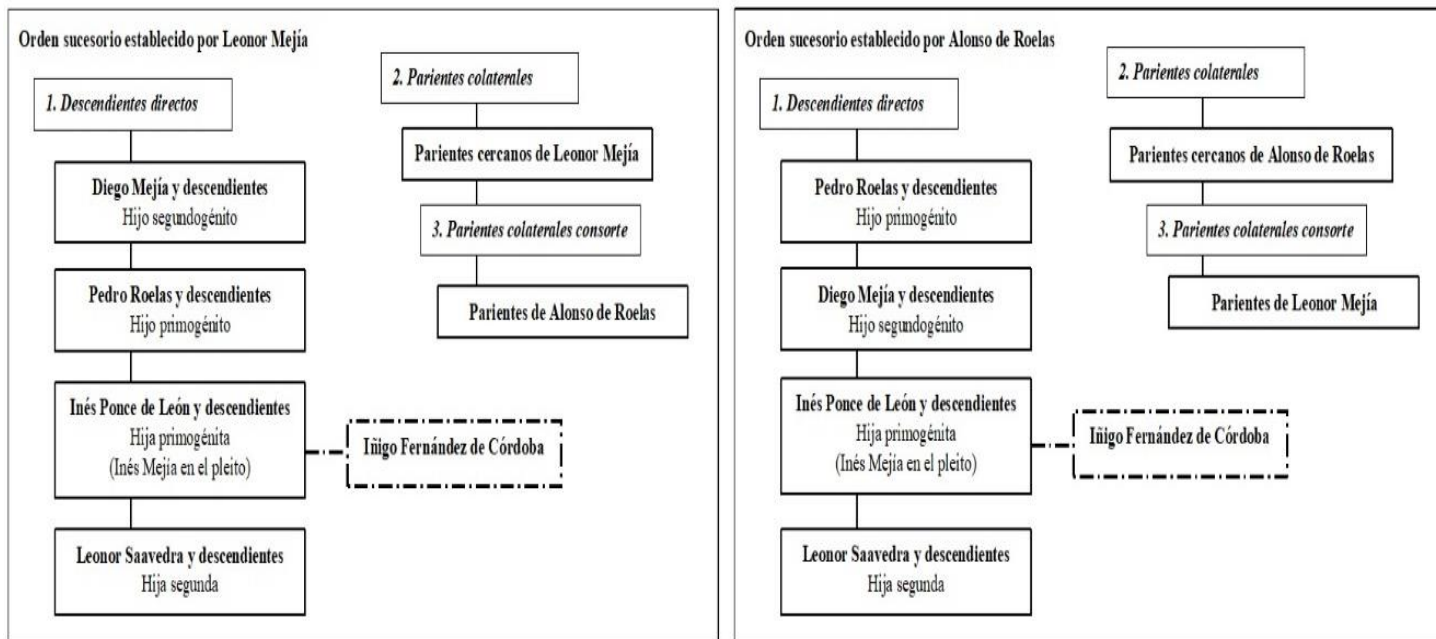 Orden sucesorio establecido por Leonor Mejía
1. Descendientes directos
Diego Mejía y descendientes
Hijo segundogénito
Pedro Roelas y descendientes
Hijo primogénito
Inés Ponce de León y descendientes
Hija primogénita
(Inés Mejía en el pleito)
Iñigo Fernández de Córdoba
Leonor Saavedra y descendientes
Hija segunda
2. Parientes colaterales
Parientes cercanos de Leonor Mejía
3. Parientes colaterales consorte
Parientes de Alonso de Roelas
Orden sucesorio establecido por Alonso de Roelas
1. Descendientes directos
Pedro Roelas y descendientes
Hijo primogénito
Diego Mejía y descendientes
Hijo segundogénito
Inés Ponce de León y descendientes
Hija primogénita
(Inés Mejía en el pleito)
Iñigo Fernández de Córdoba
Leonor Saavedra y descendientes
Hija segunda
2. Parientes colaterales
Parientes cercanos de Alonso de Roelas
3. Parientes colaterales consorte
Parientes de Leonor Mejía